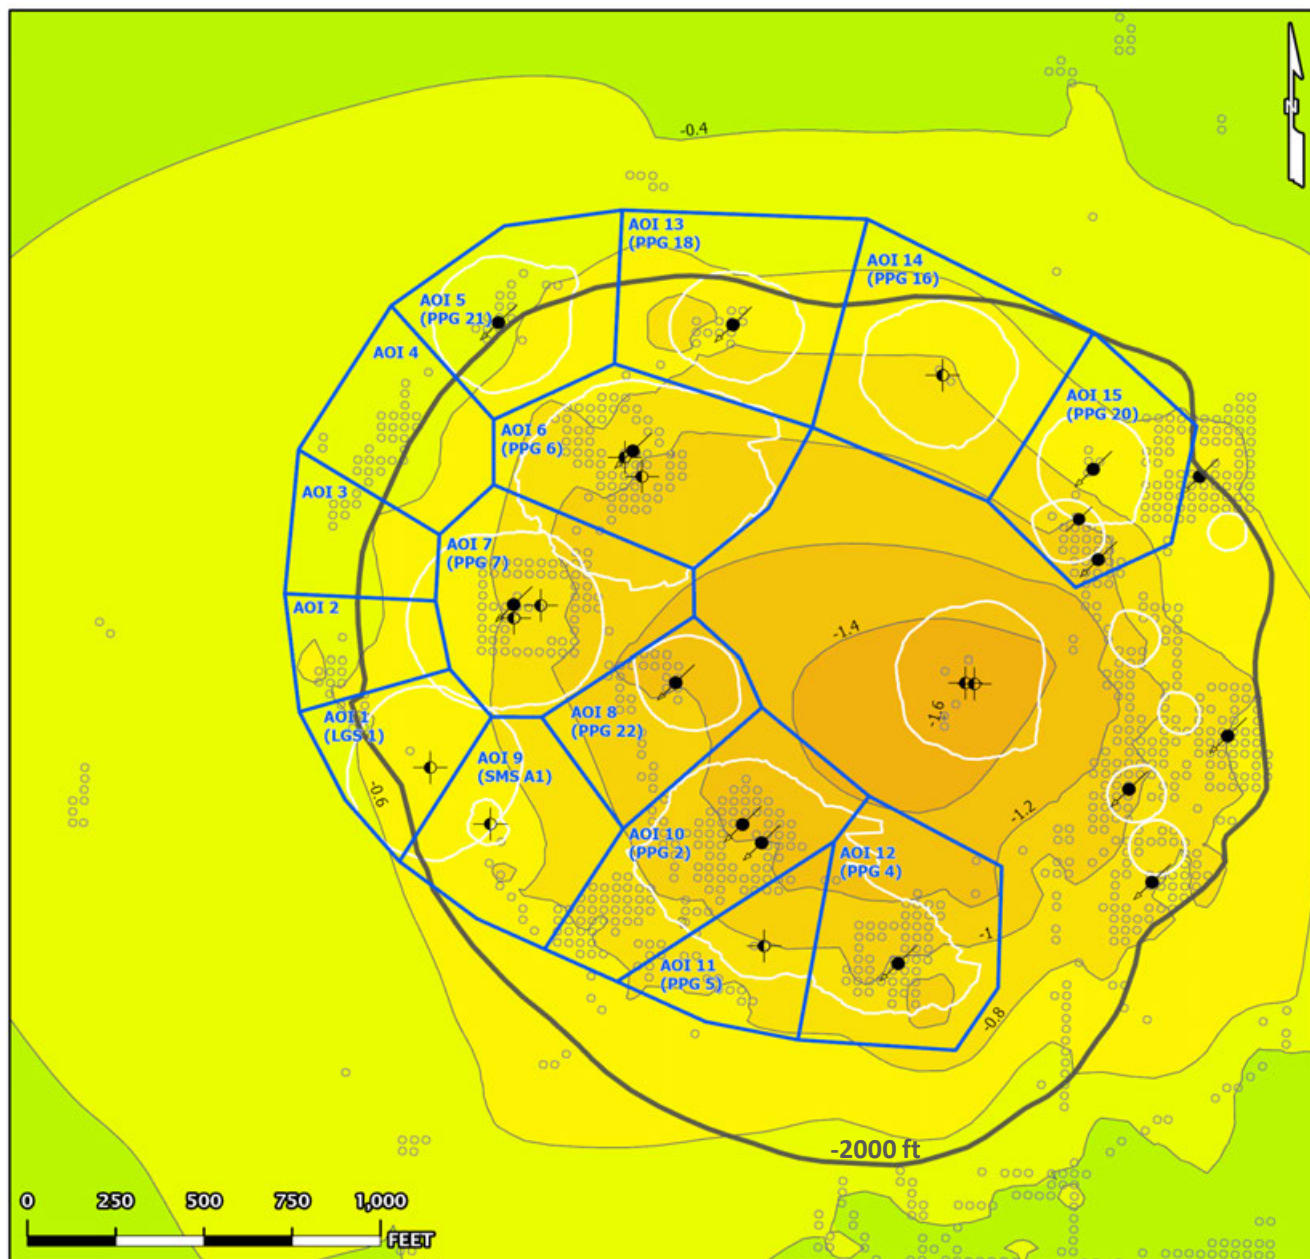 N
-0.4
AOI 13
(PPG 18)
AOI 14
(PPG 16)
AOI 5
(PPG 21)
AOI 4
AOI 15
(PPG 20)
AOI 6
(PPG 6)
AOI 3
AOI 7
(PPG 7)
AOI 2
-1.4
AOI 8
(PPG 22)
AOI 1
(LGS 1)
-1.6
AOI 9
(SMS A1)
-0.6
-1.2
AOI 10
(PPG 2)
AOI 12
(PPG 4)
-1
AOI 11
(PPG 5)
-0.8
-2000 ft
0 250 500 750 1,000
FEET